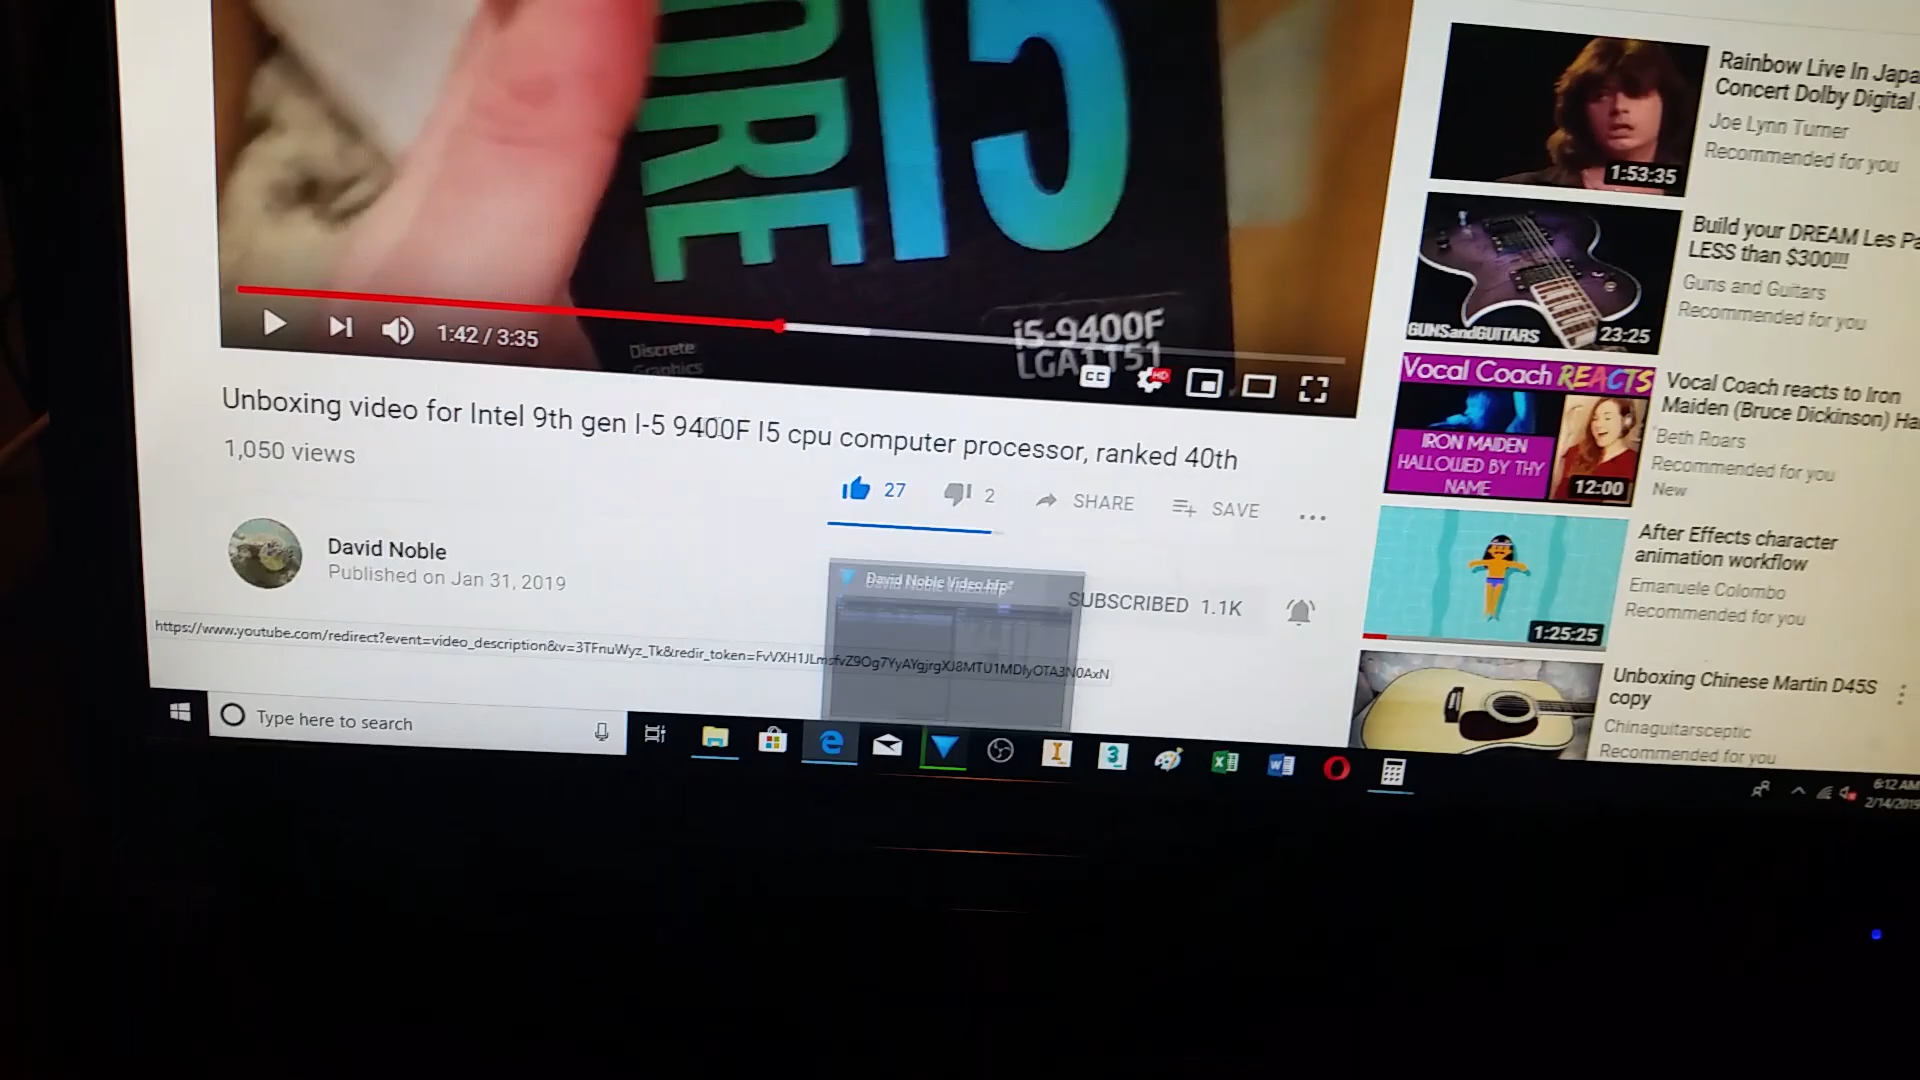 CORE i5
i5-9400F
LGA1151
Discrete
Graphics
1:42 / 3:35
CC
HD
Unboxing video for Intel 9th gen I-5 9400F I5 cpu computer processor, ranked 40th
1,050 views
27
2
SHARE
SAVE
David Noble
Published on Jan 31, 2019
David Noble Video.hfp*
SUBSCRIBED 1.1K
https://www.youtube.com/redirect?event=video_description&v=3TFnuWyz_Tk&redir_token=FvVXH1JLmsfvZ9Og7YyAYgjrgXJ8MTU1MDIyOTA3N0AxN
Type here to search
Rainbow Live In Japa
Concert Dolby Digital
Joe Lynn Turner
Recommended for you
1:53:35
Build your DREAM Les Pa
LESS than $300!!!
Guns and Guitars
Recommended for you
GUNSandGUITARS
23:25
Vocal Coach REACTS
IRON MAIDEN
HALLOWED BY THY
NAME
12:00
Vocal Coach reacts to Iron
Maiden (Bruce Dickinson) Ha
Beth Roars
Recommended for you
New
After Effects character
animation workflow
Emanuele Colombo
Recommended for you
1:25:25
Unboxing Chinese Martin D45S
copy
Chinaguitarsceptic
Recommended for you
6:12 AM
2/14/2019